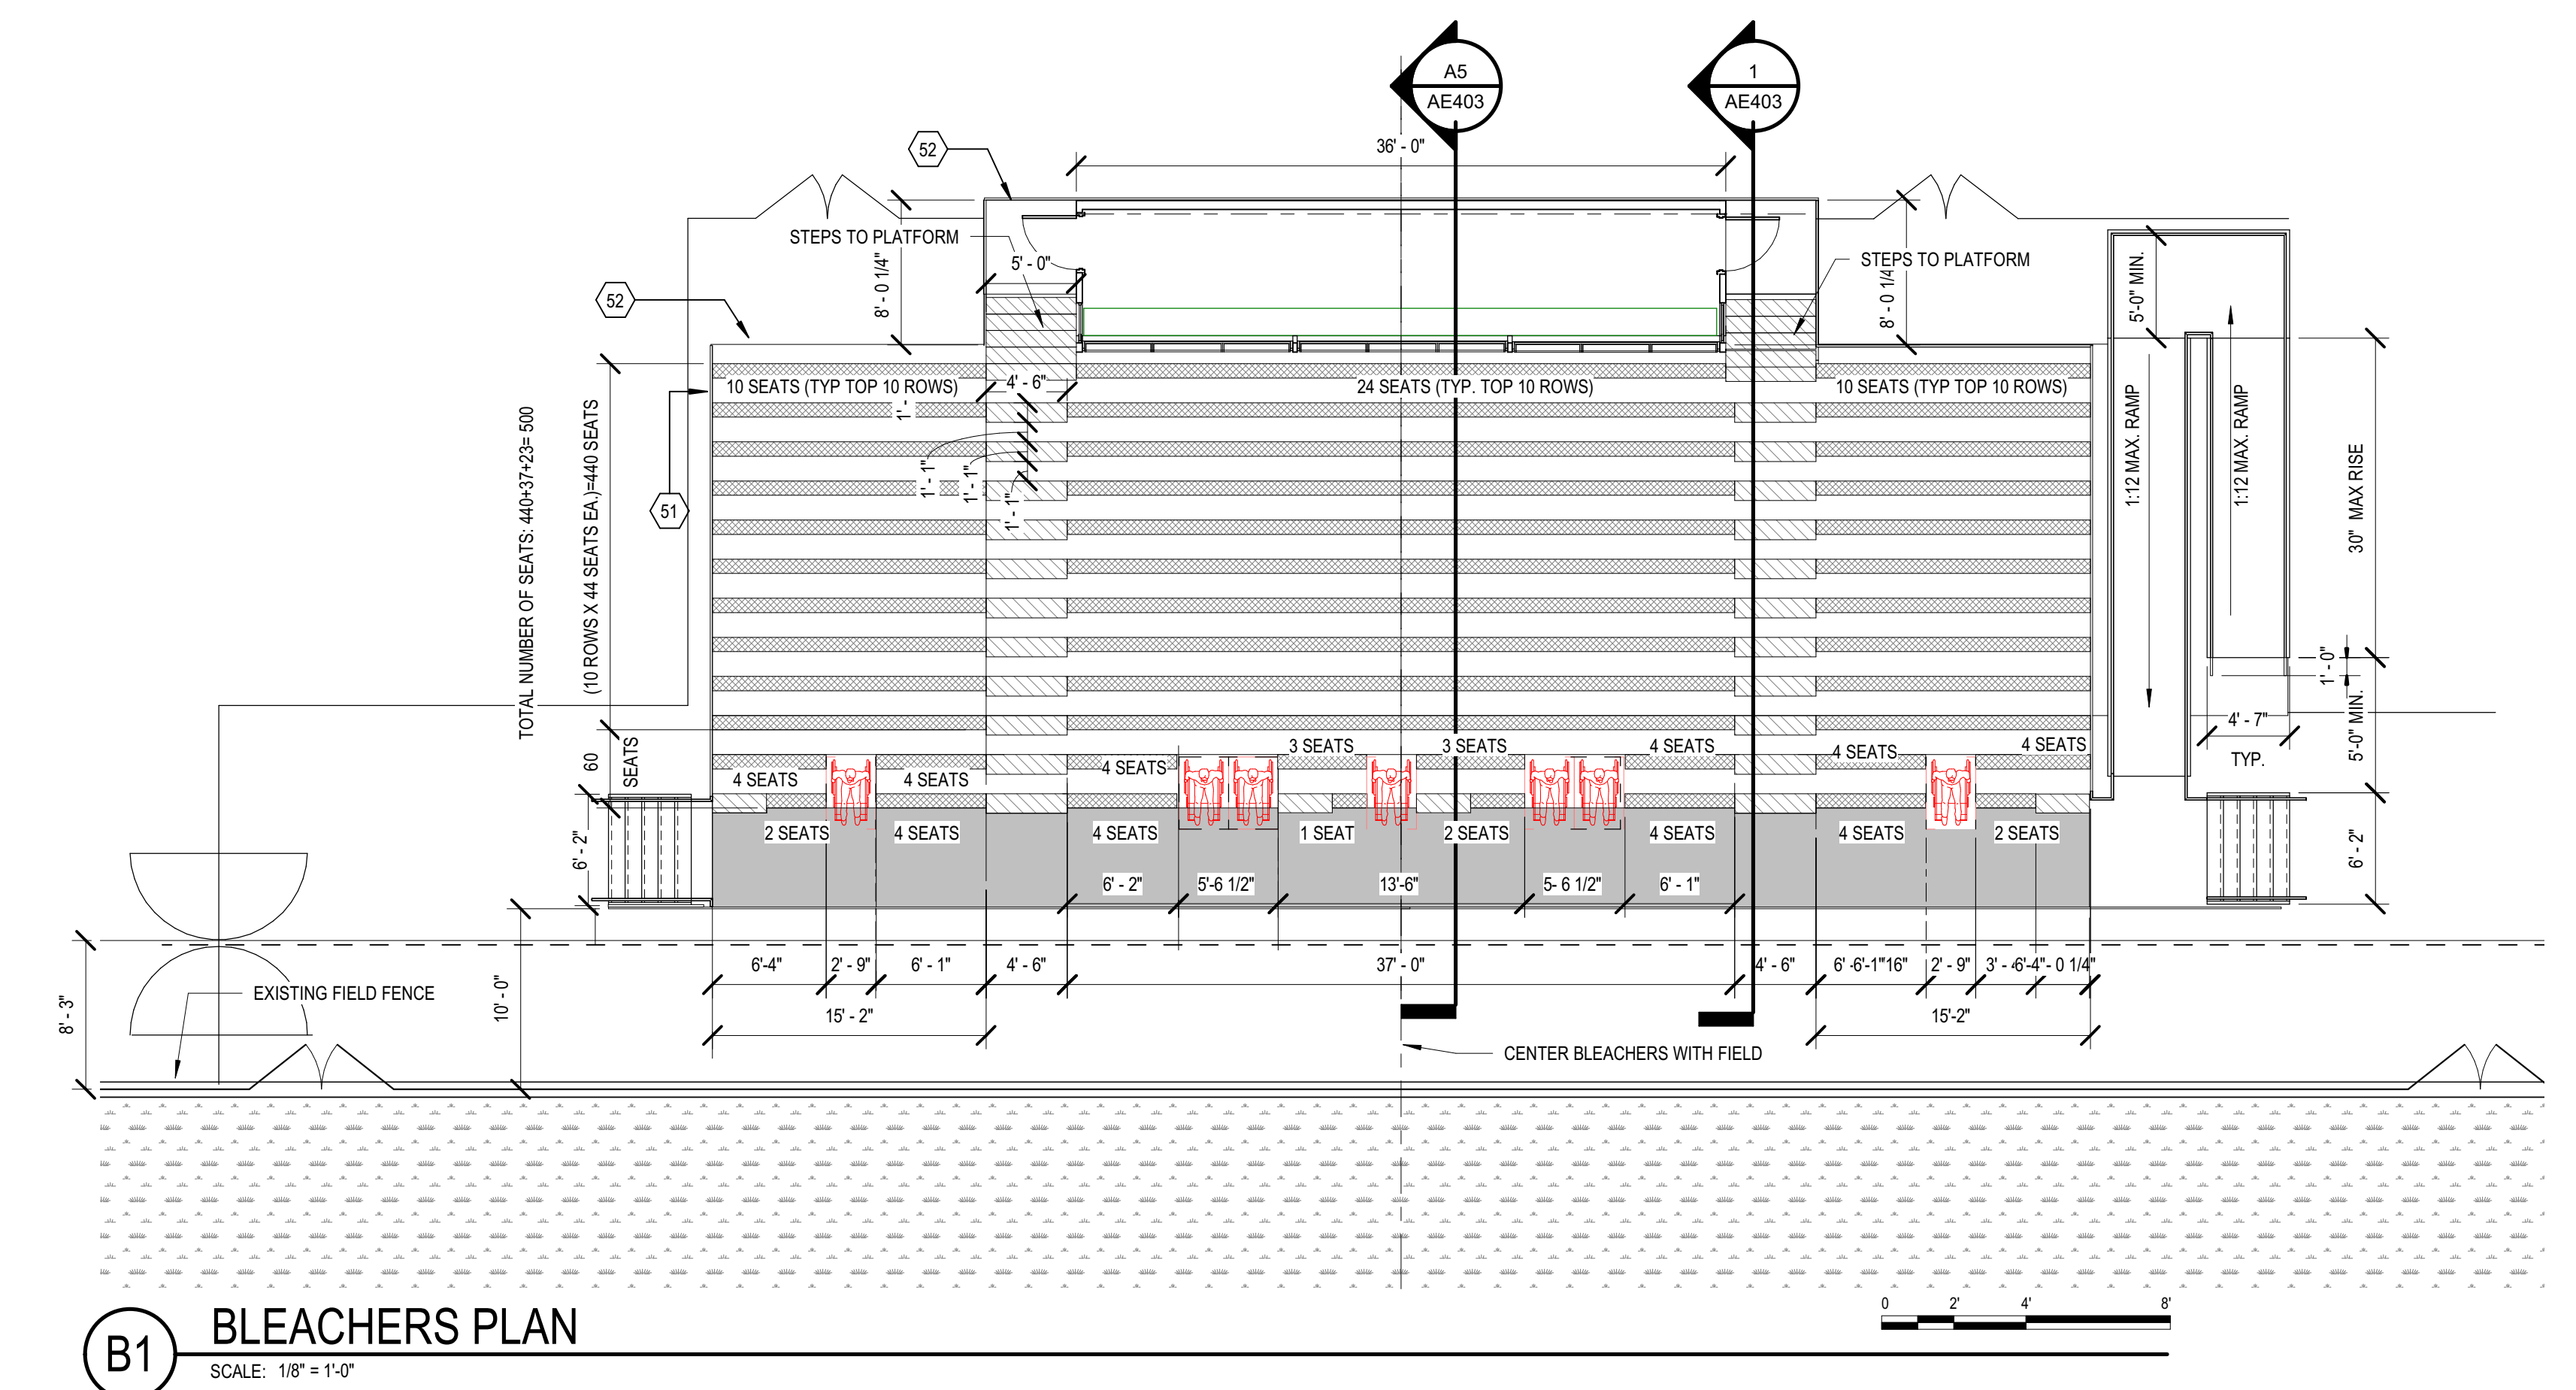 A5
AE403
1
AE403
36' - 0"
52
STEPS TO PLATFORM
5' - 0"
8' - 0 1/4"
STEPS TO PLATFORM
8' - 0 1/4"
5'-0" MIN.
52
10 SEATS (TYP TOP 10 ROWS)
4' - 6"
24 SEATS (TYP. TOP 10 ROWS)
10 SEATS (TYP TOP 10 ROWS)
1' -
TOTAL NUMBER OF SEATS: 440+37+23= 500
(10 ROWS X 44 SEATS EA.)=440 SEATS
51
1' - 1"
1' - 1"
1' - 1"
1:12 MAX. RAMP
1:12 MAX. RAMP
30" MAX RISE
1' - 0"
5'-0" MIN.
4' - 7"
TYP.
60
SEATS
4 SEATS
4 SEATS
4 SEATS
3 SEATS
3 SEATS
4 SEATS
4 SEATS
4 SEATS
2 SEATS
4 SEATS
4 SEATS
1 SEAT
2 SEATS
4 SEATS
4 SEATS
2 SEATS
6' - 2"
6' - 2"
6' - 2"
5'-6 1/2"
13'-6"
5- 6 1/2"
6' - 1"
6'-4"
2' - 9"
6' - 1"
4' - 6"
37' - 0"
4' - 6"
2' - 9"
15' - 2"
15'-2"
8' - 3"
10' - 0"
EXISTING FIELD FENCE
CENTER BLEACHERS WITH FIELD
B1
BLEACHERS PLAN
SCALE: 1/8" = 1'-0"
0 2' 4' 8'